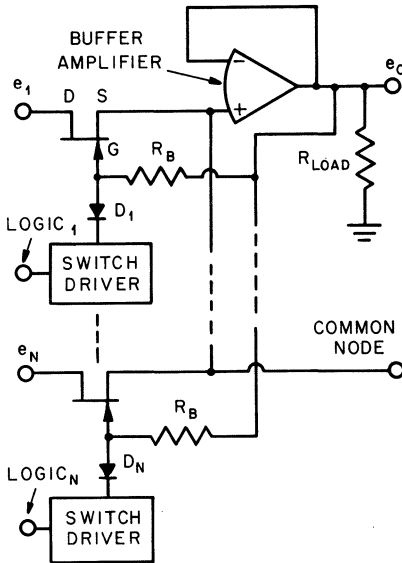 BUFFER
AMPLIFIER
e1
D
S
G
-
+
eO
RB
RLOAD
D1
LOGIC1
SWITCH
DRIVER
COMMON
NODE
eN
RB
DN
LOGICN
SWITCH
DRIVER